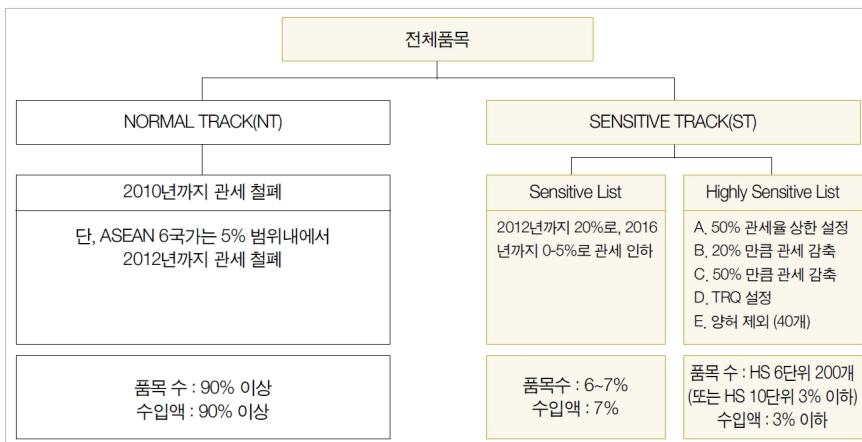 전체품목
NORMAL TRACK(NT)
SENSITIVE TRACK(ST)
2010년까지 관세 철폐
단, ASEAN 6국가는 5% 범위내에서
2012년까지 관세 철폐
품목 수 : 90% 이상
수입액 : 90% 이상
Sensitive List
2012년까지 20%로, 2016
년까지 0-5%로 관세 인하
품목수 : 6~7%
수입액 : 7%
Highly Sensitive List
A. 50% 관세율 상한 설정
B. 20% 만큼 관세 감축
C. 50% 만큼 관세 감축
D. TRQ 설정
E. 양허 제외 (40개)
품목 수 : HS 6단위 200개
(또는 HS 10단위 3% 이하)
수입액 : 3% 이하